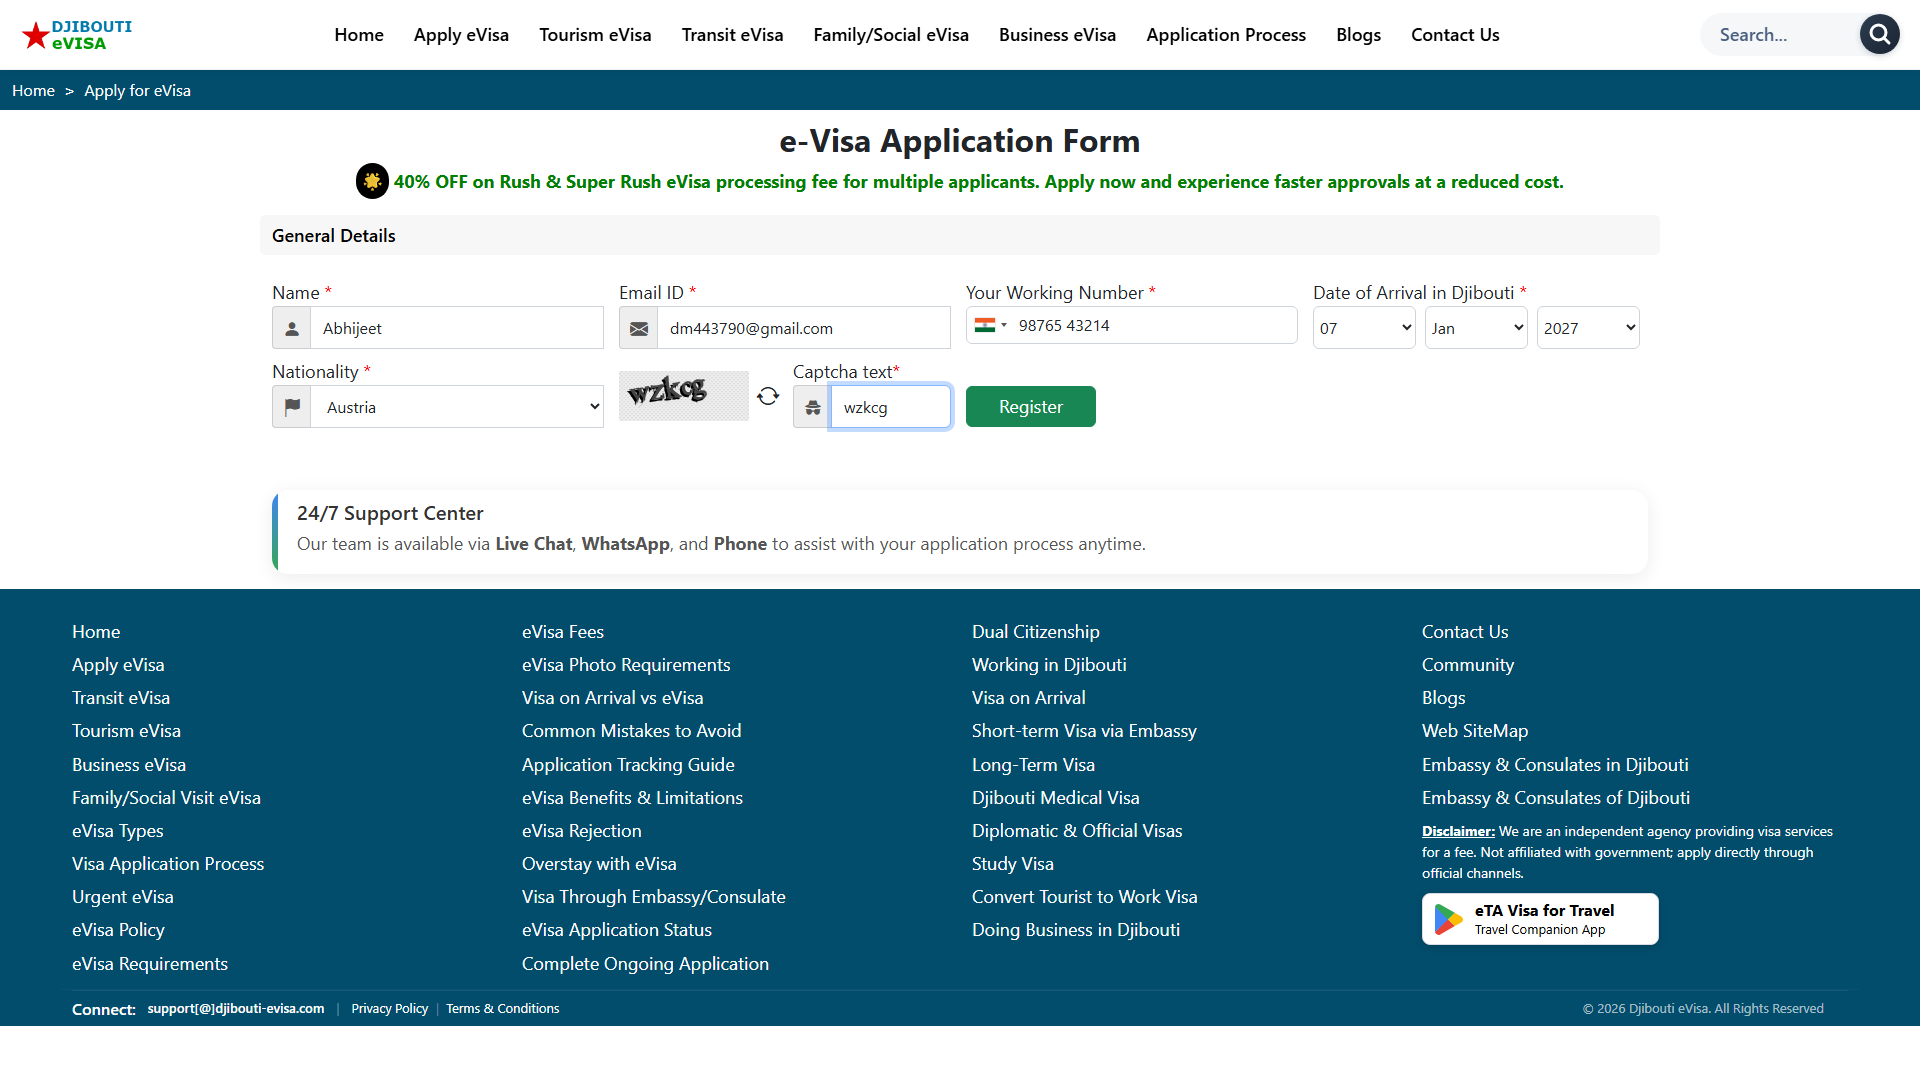 DJIBOUTI
eVISA
Home Apply eVisa Tourism eVisa Transit eVisa Family/Social eVisa Business eVisa Application Process Blogs Contact Us Search...
Home > Apply for eVisa
e-Visa Application Form
40% OFF on Rush & Super Rush eVisa processing fee for multiple applicants. Apply now and experience faster approvals at a reduced cost.
General Details
Name * Email ID * Your Working Number * Date of Arrival in Djibouti *
Abhijeet dm443790@gmail.com 98765 43214 07 Jan 2027
Nationality * wzkcg Captcha text*
Austria wzkcg Register
24/7 Support Center
Our team is available via Live Chat, WhatsApp, and Phone to assist with your application process anytime.
Home
Apply eVisa
Transit eVisa
Tourism eVisa
Business eVisa
Family/Social Visit eVisa
eVisa Types
Visa Application Process
Urgent eVisa
eVisa Policy
eVisa Requirements
eVisa Fees
eVisa Photo Requirements
Visa on Arrival vs eVisa
Common Mistakes to Avoid
Application Tracking Guide
eVisa Benefits & Limitations
eVisa Rejection
Overstay with eVisa
Visa Through Embassy/Consulate
eVisa Application Status
Complete Ongoing Application
Dual Citizenship
Working in Djibouti
Visa on Arrival
Short-term Visa via Embassy
Long-Term Visa
Djibouti Medical Visa
Diplomatic & Official Visas
Study Visa
Convert Tourist to Work Visa
Doing Business in Djibouti
Contact Us
Community
Blogs
Web SiteMap
Embassy & Consulates in Djibouti
Embassy & Consulates of Djibouti
Disclaimer: We are an independent agency providing visa services
for a fee. Not affiliated with government; apply directly through
official channels.
eTA Visa for Travel
Travel Companion App
Connect: support[@]djibouti-evisa.com | Privacy Policy | Terms & Conditions © 2026 Djibouti eVisa. All Rights Reserved